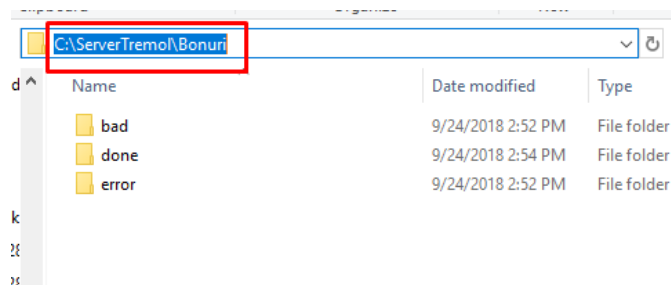 C:\ServerTremol\Bonuri
Name Date modified Type
bad 9/24/2018 2:52 PM File folder
done 9/24/2018 2:54 PM File folder
error 9/24/2018 2:52 PM File folder